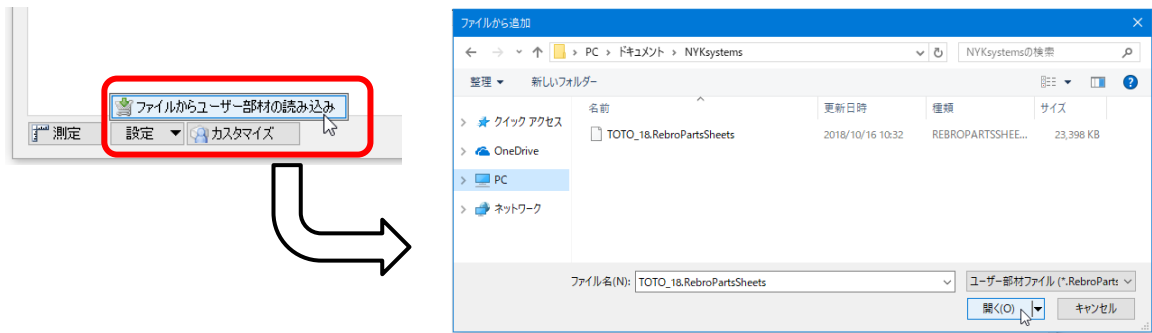 ファイルからユーザー部材の読み込み
測定 設定 カスタマイズ
ファイルから追加
PC › ドキュメント › NYKsystems NYKsystemsの検索
整理 新しいフォルダー
名前 更新日時 種類 サイズ
クイック アクセス
TOTO_18.RebroPartsSheets 2018/10/16 10:32 REBROPARTSSHEE... 23,398 KB
OneDrive
PC
ネットワーク
ファイル名(N): TOTO_18.RebroPartsSheets ユーザー部材ファイル (*.RebroParts
開く(O) キャンセル